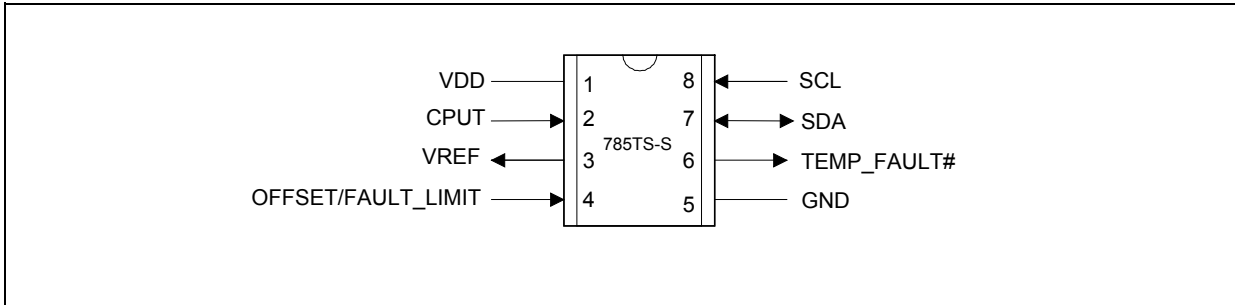 VDD 1 8 SCL
CPUT 2 7 SDA
785TS-S
VREF 3 6 TEMP_FAULT#
OFFSET/FAULT_LIMIT 4 5 GND